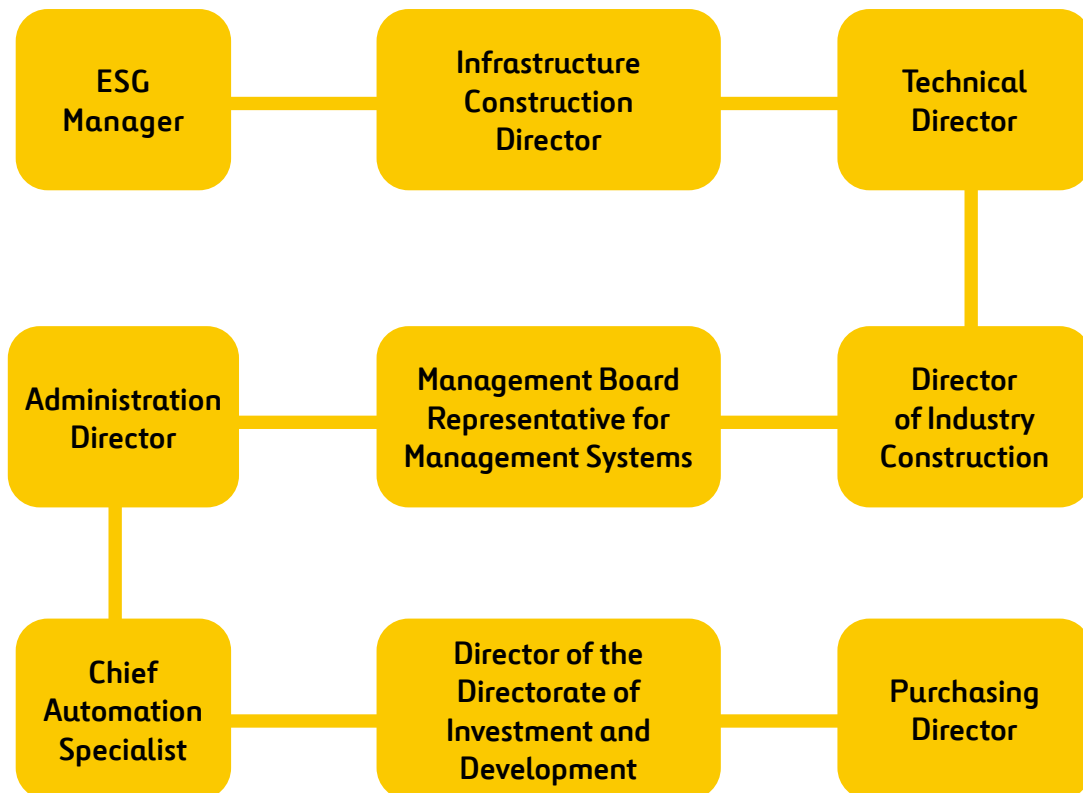 ESG
Manager
Infrastructure
Construction
Director
Technical
Director
Administration
Director
Management Board
Representative for
Management Systems
Director
of Industry
Construction
Chief
Automation
Specialist
Director of the
Directorate of
Investment and
Development
Purchasing
Director